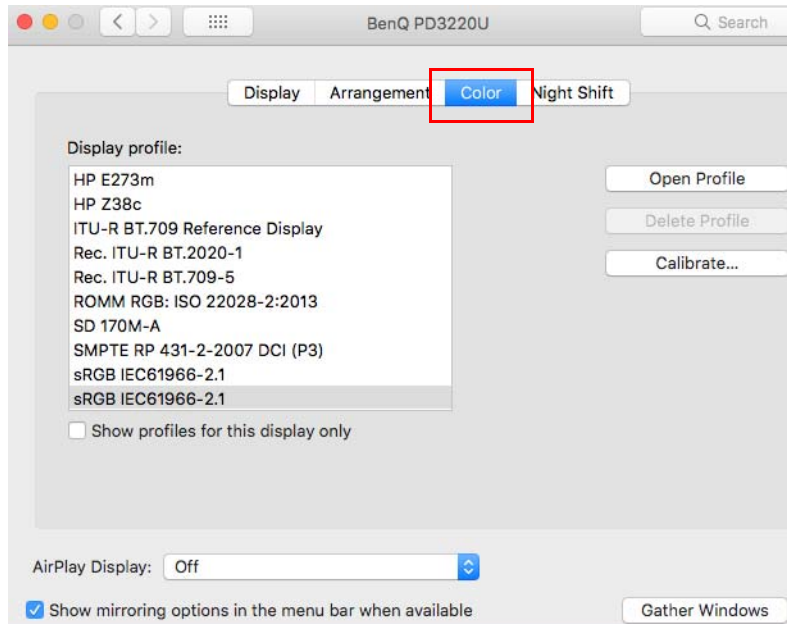 BenQ PD3220U
Search
Display Arrangement Color Night Shift
Display profile:
HP E273m
HP Z38c
ITU-R BT.709 Reference Display
Rec. ITU-R BT.2020-1
Rec. ITU-R BT.709-5
ROMM RGB: ISO 22028-2:2013
SD 170M-A
SMPTE RP 431-2-2007 DCI (P3)
sRGB IEC61966-2.1
sRGB IEC61966-2.1
Show profiles for this display only
Open Profile
Delete Profile
Calibrate...
AirPlay Display: Off
Show mirroring options in the menu bar when available
Gather Windows